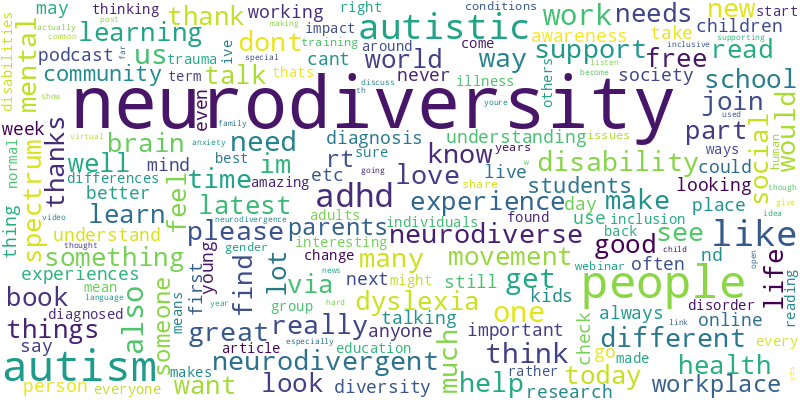 may thinking working right conditions
post
common actually
far
disabilities
mental
learning
thank
autistic
work
needs
new
start
impact
making
podcast
us
trauma
ive
training
special
thats
dont
around
world
cant
come
way
never
awareness
take
children
supporting
inclusive
support
free
read
others
listen
become
illness
society
school
community
talk
term
show
virtual
even
discuss
th
youre
neurodiversity
join
week
thanks
brain
family
need
diagnosis
understanding
years
issues
part
used
social
would
human
normal
spectrum
well
mind
anxiety
best
sure
im
rt
know
w
disability
ways
could
though
differences
time
amazing
going
etc
love
live
students
looking
give
better
feel
latest
adhd
share
experience
day
make
place
idea
thing
video
learn
neurodivergence
adults
individuals
found
use
inclusion
understand
thought
something
please
parents
neurodiverse
back
good
see
like
young
gender
interesting
many
movement
child
webinar
often
nd
open
life
experiences
mean
also
someone
first
find
lot
change
news
via
next
might
still
get
kids
people
disorder
reading
book
diagnosed
language
means
year
group
hard
dyslexia
one
always
online
link
things
great
really
talking
anyone
important
check
different
say
article
education
much
think
rather
go
made
every
autism
makes
especially
neurodivergent
today
health
yes
person
everyone
want
look
diversity
help
research
workplace